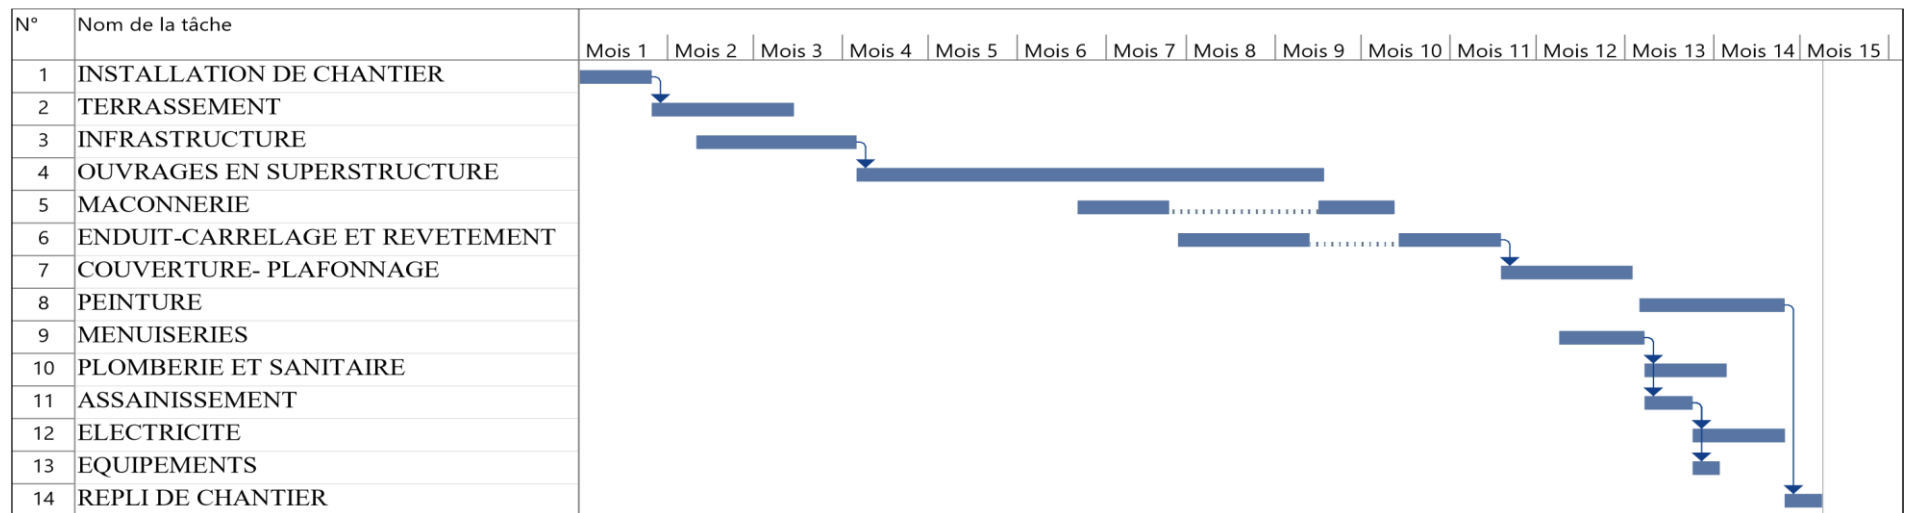 N° Nom de la tâche
Mois 1 Mois 2 Mois 3 Mois 4 Mois 5 Mois 6 Mois 7 Mois 8 Mois 9 Mois 10 Mois 11 Mois 12 Mois 13 Mois 14 Mois 15
1 INSTALLATION DE CHANTIER
2 TERRASSEMENT
3 INFRASTRUCTURE
4 OUVRAGES EN SUPERSTRUCTURE
5 MACONNERIE
6 ENDUIT-CARRELAGE ET REVETEMENT
7 COUVERTURE- PLAFONNAGE
8 PEINTURE
9 MENUISERIES
10 PLOMBERIE ET SANITAIRE
11 ASSAINISSEMENT
12 ELECTRICITE
13 EQUIPEMENTS
14 REPLI DE CHANTIER